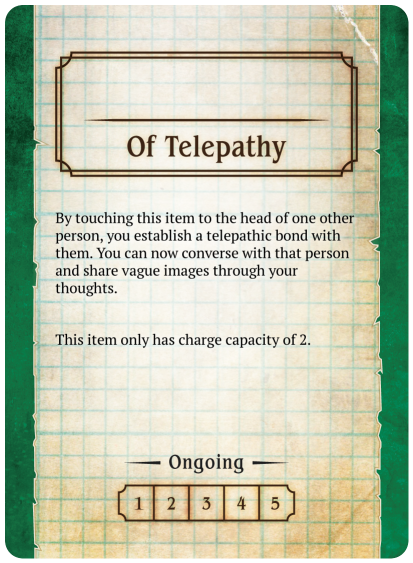 Of Telepathy
By touching this item to the head of one other
person, you establish a telepathic bond with
them. You can now converse with that person
and share vague images through your
thoughts.
This item only has charge capacity of 2.
Ongoing
1 2 3 4 5